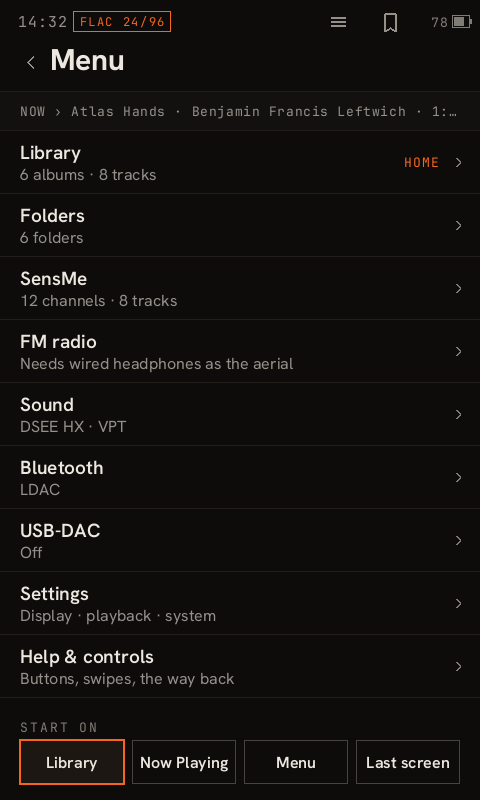 14:32 FLAC 24/96 78
Menu
NOW › Atlas Hands · Benjamin Francis Leftwich · 1:…
Library
6 albums · 8 tracks
HOME
Folders
6 folders
SensMe
12 channels · 8 tracks
FM radio
Needs wired headphones as the aerial
Sound
DSEE HX · VPT
Bluetooth
LDAC
USB-DAC
Off
Settings
Display · playback · system
Help & controls
Buttons, swipes, the way back
START ON
Library Now Playing Menu Last screen